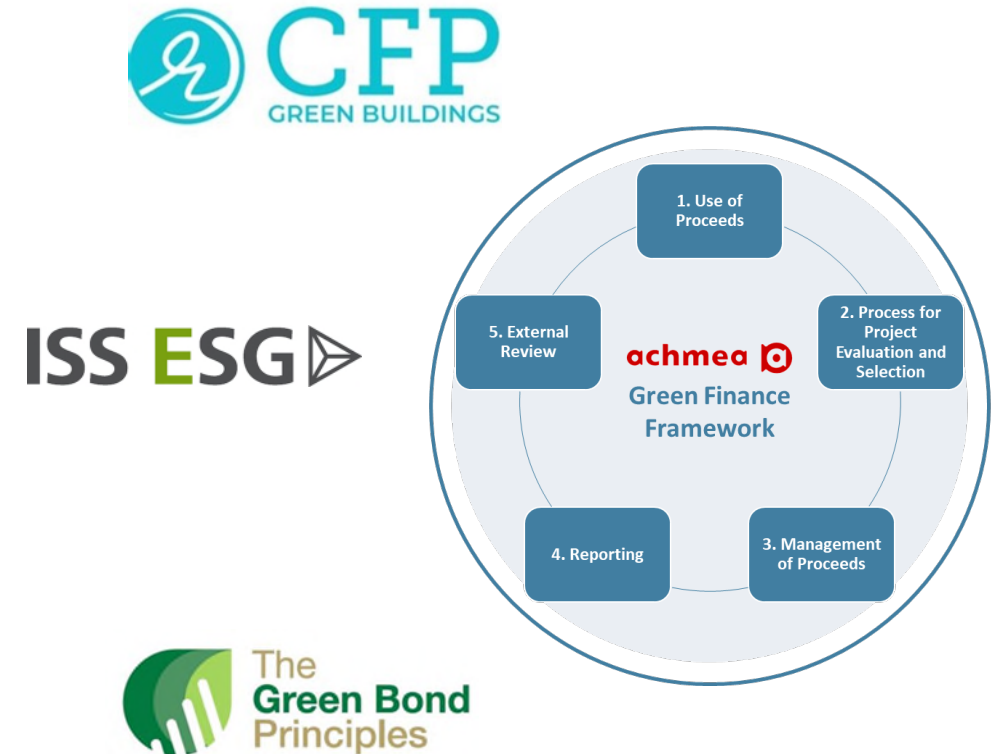 CFP
GREEN BUILDINGS
1. Use of
Proceeds
2. Process for
Project
Evaluation and
Selection
5. External
Review
ISS ESG
achmea
Green Finance
Framework
4. Reporting
3. Management
of Proceeds
The
Green Bond
Principles